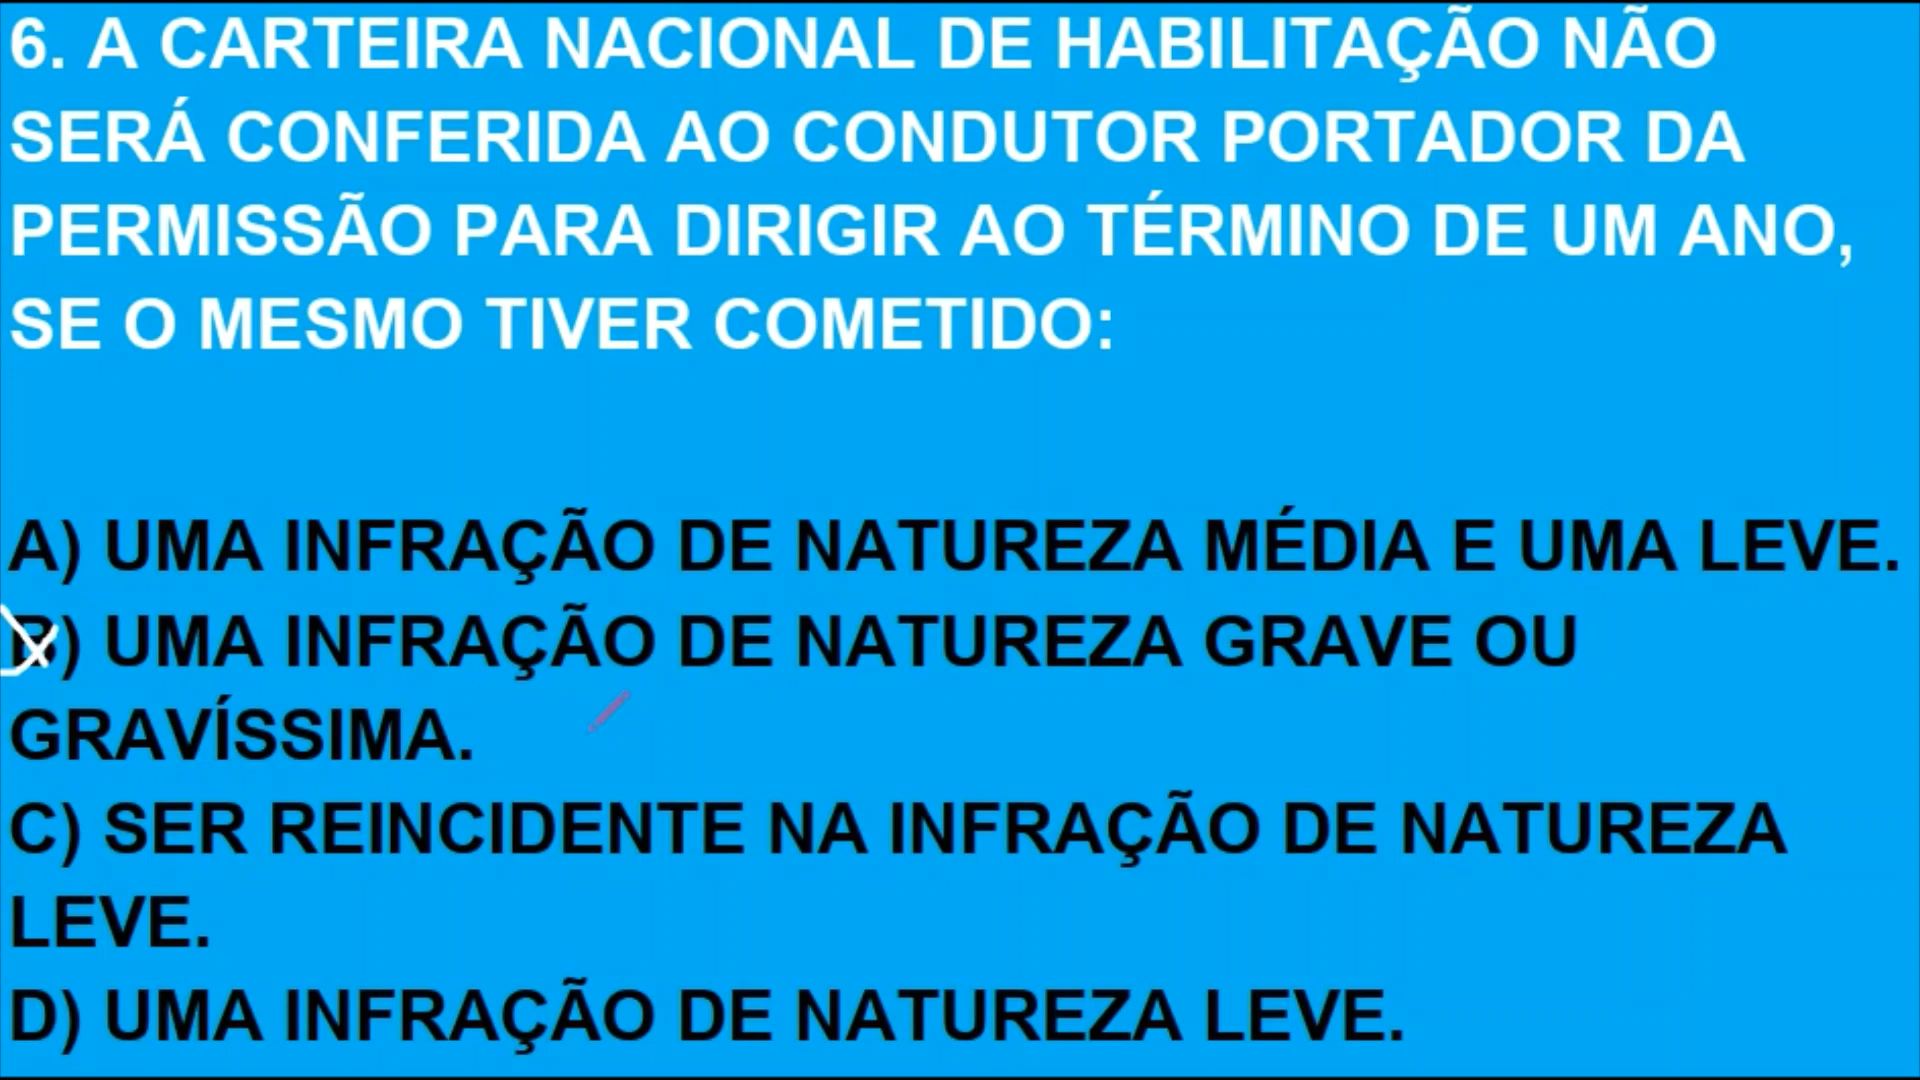 6. A CARTEIRA NACIONAL DE HABILITAÇÃO NÃO
SERÁ CONFERIDA AO CONDUTOR PORTADOR DA
PERMISSÃO PARA DIRIGIR AO TÉRMINO DE UM ANO,
SE O MESMO TIVER COMETIDO:
A) UMA INFRAÇÃO DE NATUREZA MÉDIA E UMA LEVE.
B) UMA INFRAÇÃO DE NATUREZA GRAVE OU
GRAVÍSSIMA.
C) SER REINCIDENTE NA INFRAÇÃO DE NATUREZA
LEVE.
D) UMA INFRAÇÃO DE NATUREZA LEVE.